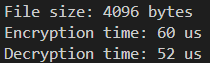 File size: 4096 bytes
Encryption time: 60 us
Decryption time: 52 us